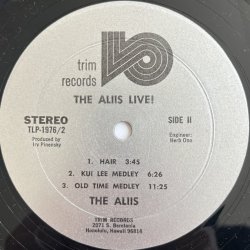 trim
records
THE ALIIS LIVE!
STEREO
TLP-1976/2
Produced by
Irv Pinensky
SIDE II
Engineer:
Herb Ono
1. HAIR 3:45
2. KUI LEE MEDLEY 6:26
3. OLD TIME MEDLEY 11:25
THE ALIIS
TRIM RECORDS
2071 S. Beretania
Honolulu, Hawaii 96814